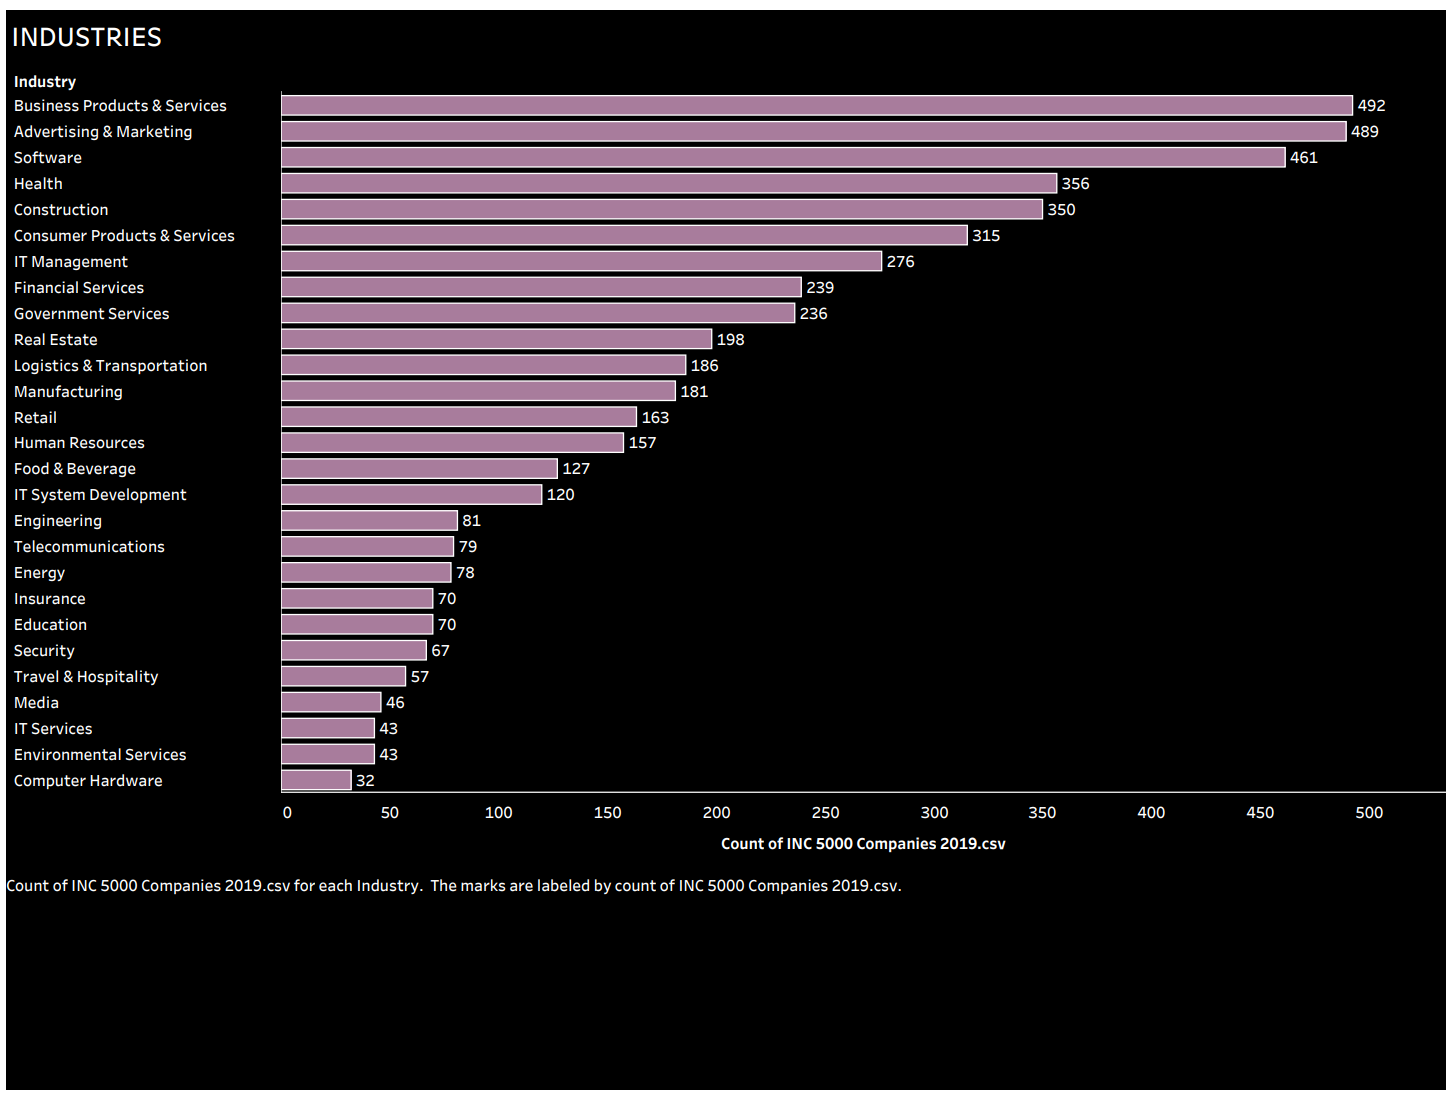 INDUSTRIES
Industry
Business Products & Services 492
Advertising & Marketing 489
Software 461
Health 356
Construction 350
Consumer Products & Services 315
IT Management 276
Financial Services 239
Government Services 236
Real Estate 198
Logistics & Transportation 186
Manufacturing 181
Retail 163
Human Resources 157
Food & Beverage 127
IT System Development 120
Engineering 81
Telecommunications 79
Energy 78
Insurance 70
Education 70
Security 67
Travel & Hospitality 57
Media 46
IT Services 43
Environmental Services 43
Computer Hardware 32
0 50 100 150 200 250 300 350 400 450 500
Count of INC 5000 Companies 2019.csv
Count of INC 5000 Companies 2019.csv for each Industry.  The marks are labeled by count of INC 5000 Companies 2019.csv.